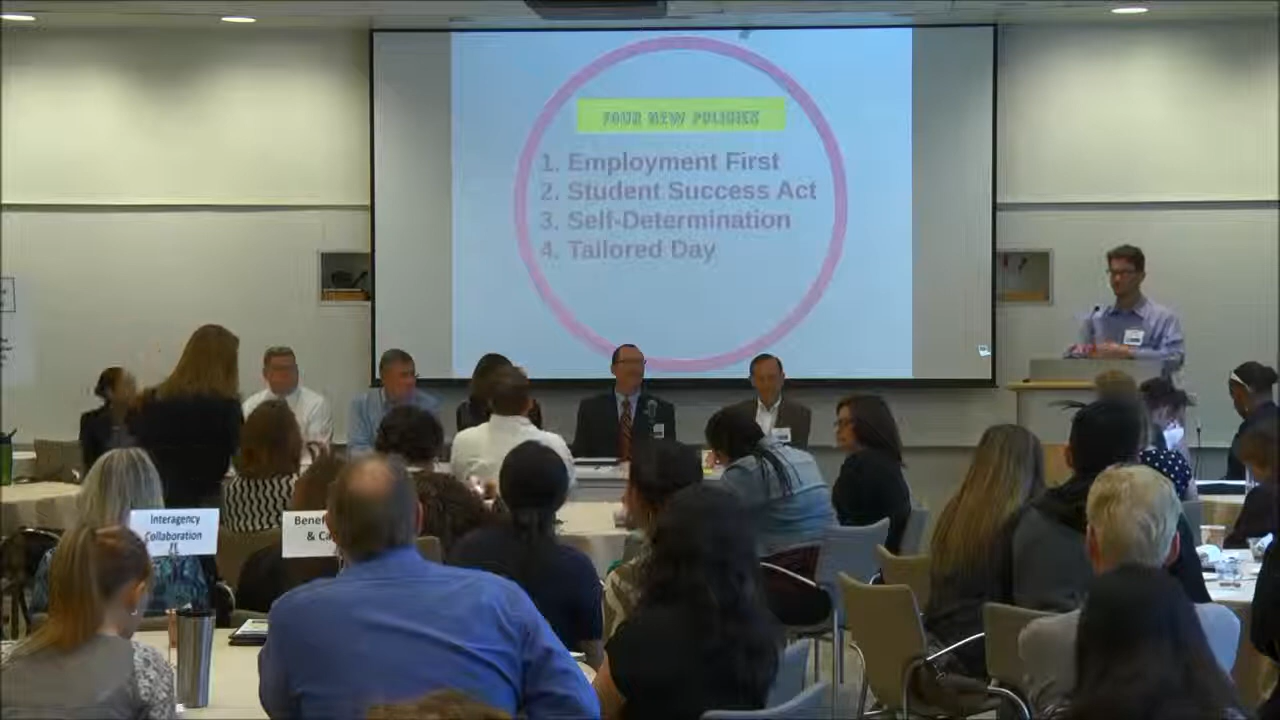 FOUR NEW POLICIES
1. Employment First
2. Student Success Act
3. Self-Determination
4. Tailored Day
Interagency
Collaboration
&